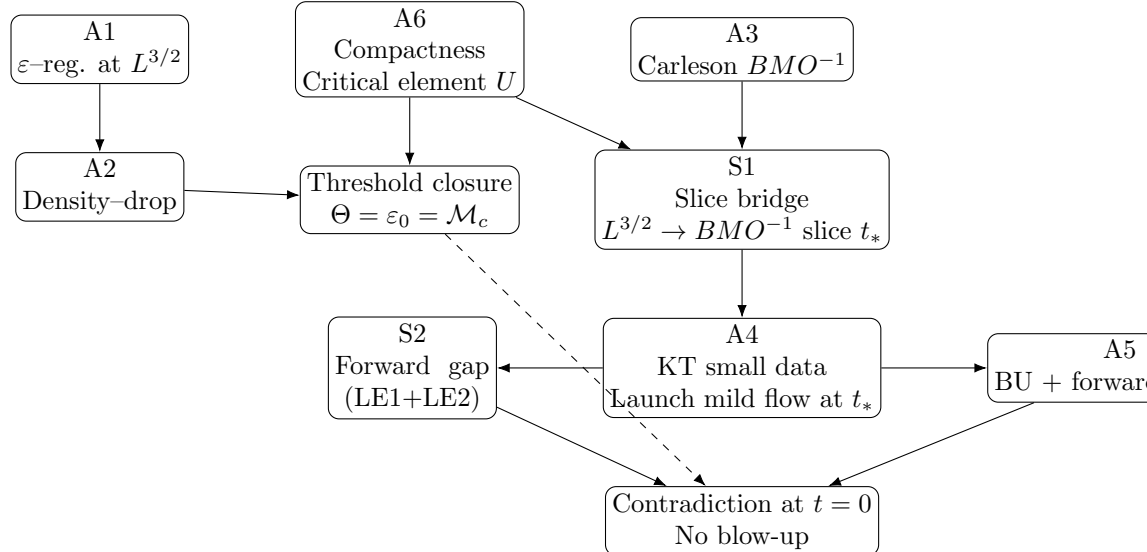 A1
ε–reg. at L^{3/2}
A6
Compactness
Critical element U
A3
Carleson BMO^{−1}
A2
Density–drop
Threshold closure
Θ = ε_0 = ℳ_c
S1
Slice bridge
L^{3/2} → BMO^{−1} slice t_*
S2
Forward gap
(LE1+LE2)
A4
KT small data
Launch mild flow at t_*
A5
BU + forward
Contradiction at t = 0
No blow-up